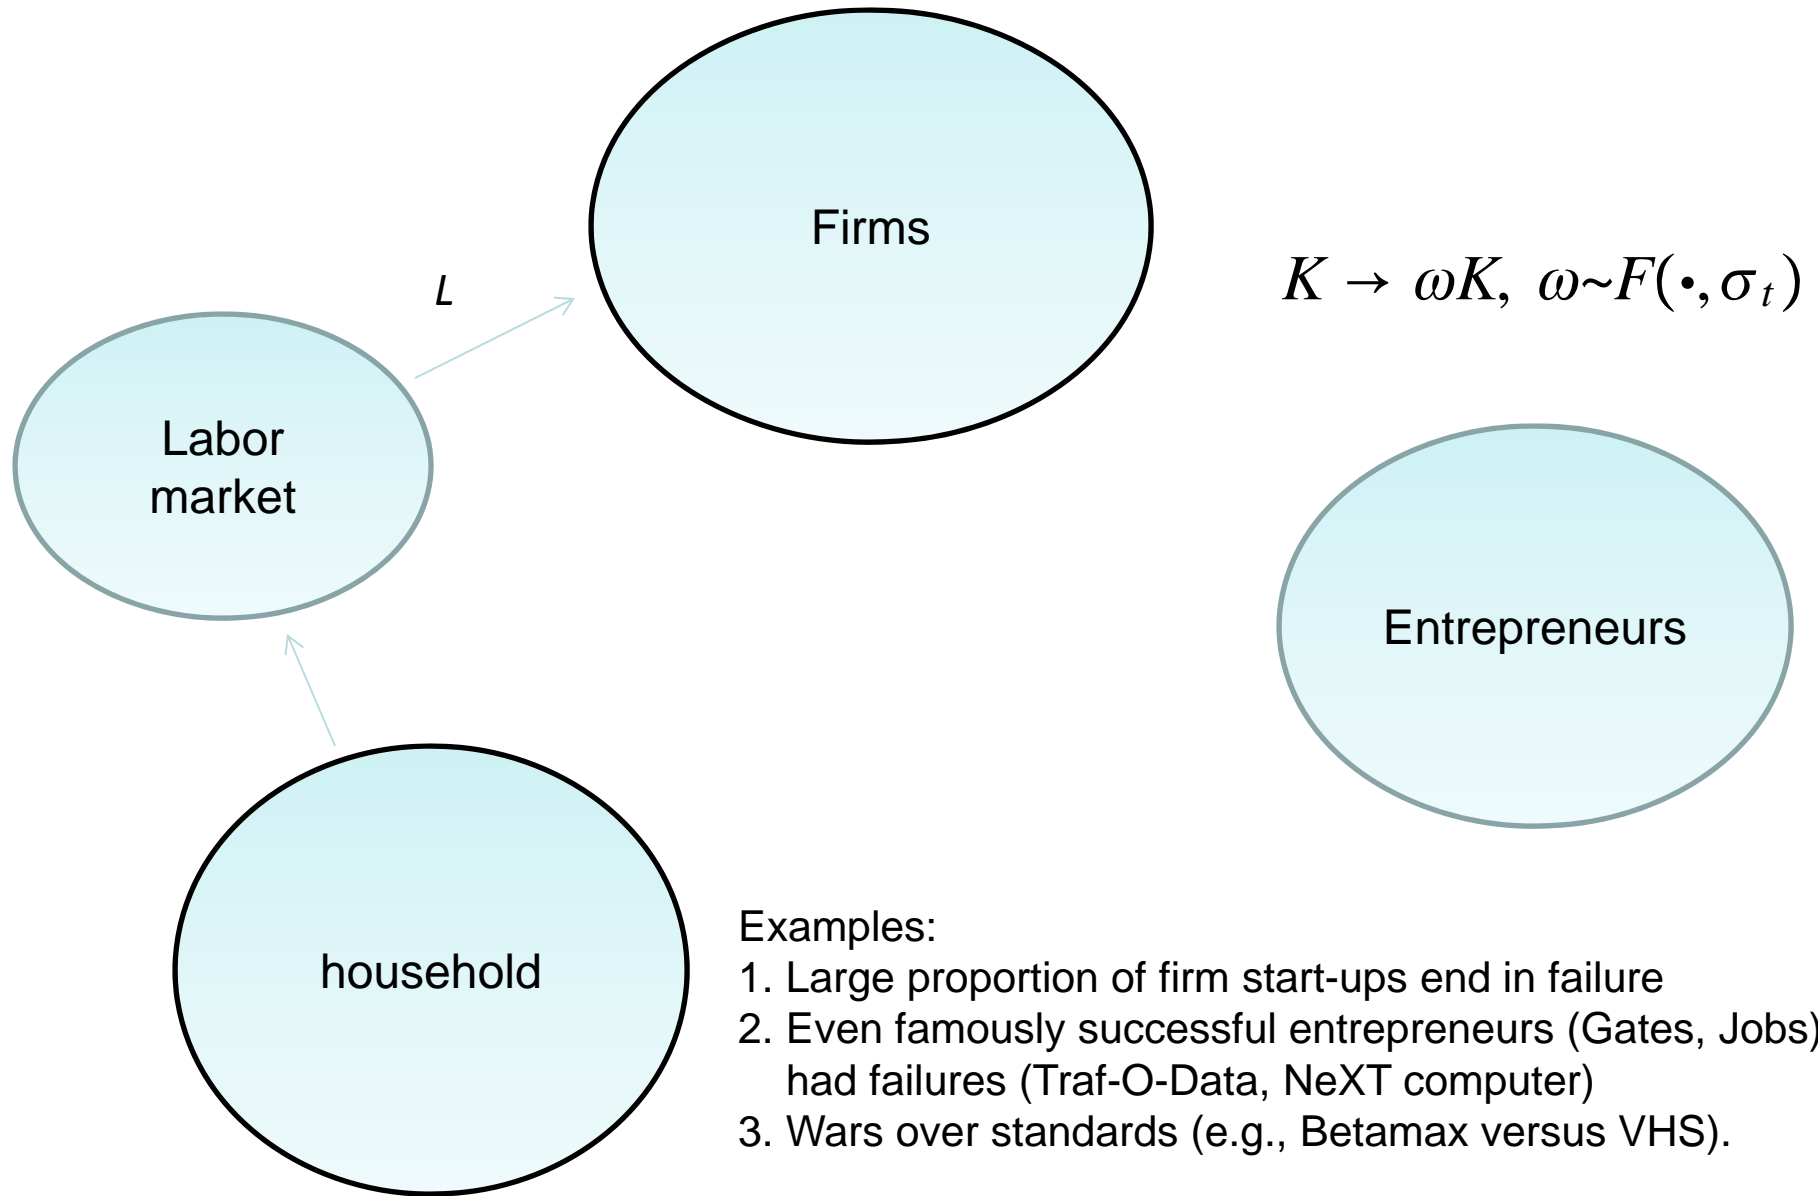 Firms
L
K → ωK, ω~F(•, σ_t)
Labor
market
Entrepreneurs
household
Examples:
1. Large proportion of firm start-ups end in failure
2. Even famously successful entrepreneurs (Gates, Jobs)
had failures (Traf-O-Data, NeXT computer)
3. Wars over standards (e.g., Betamax versus VHS).